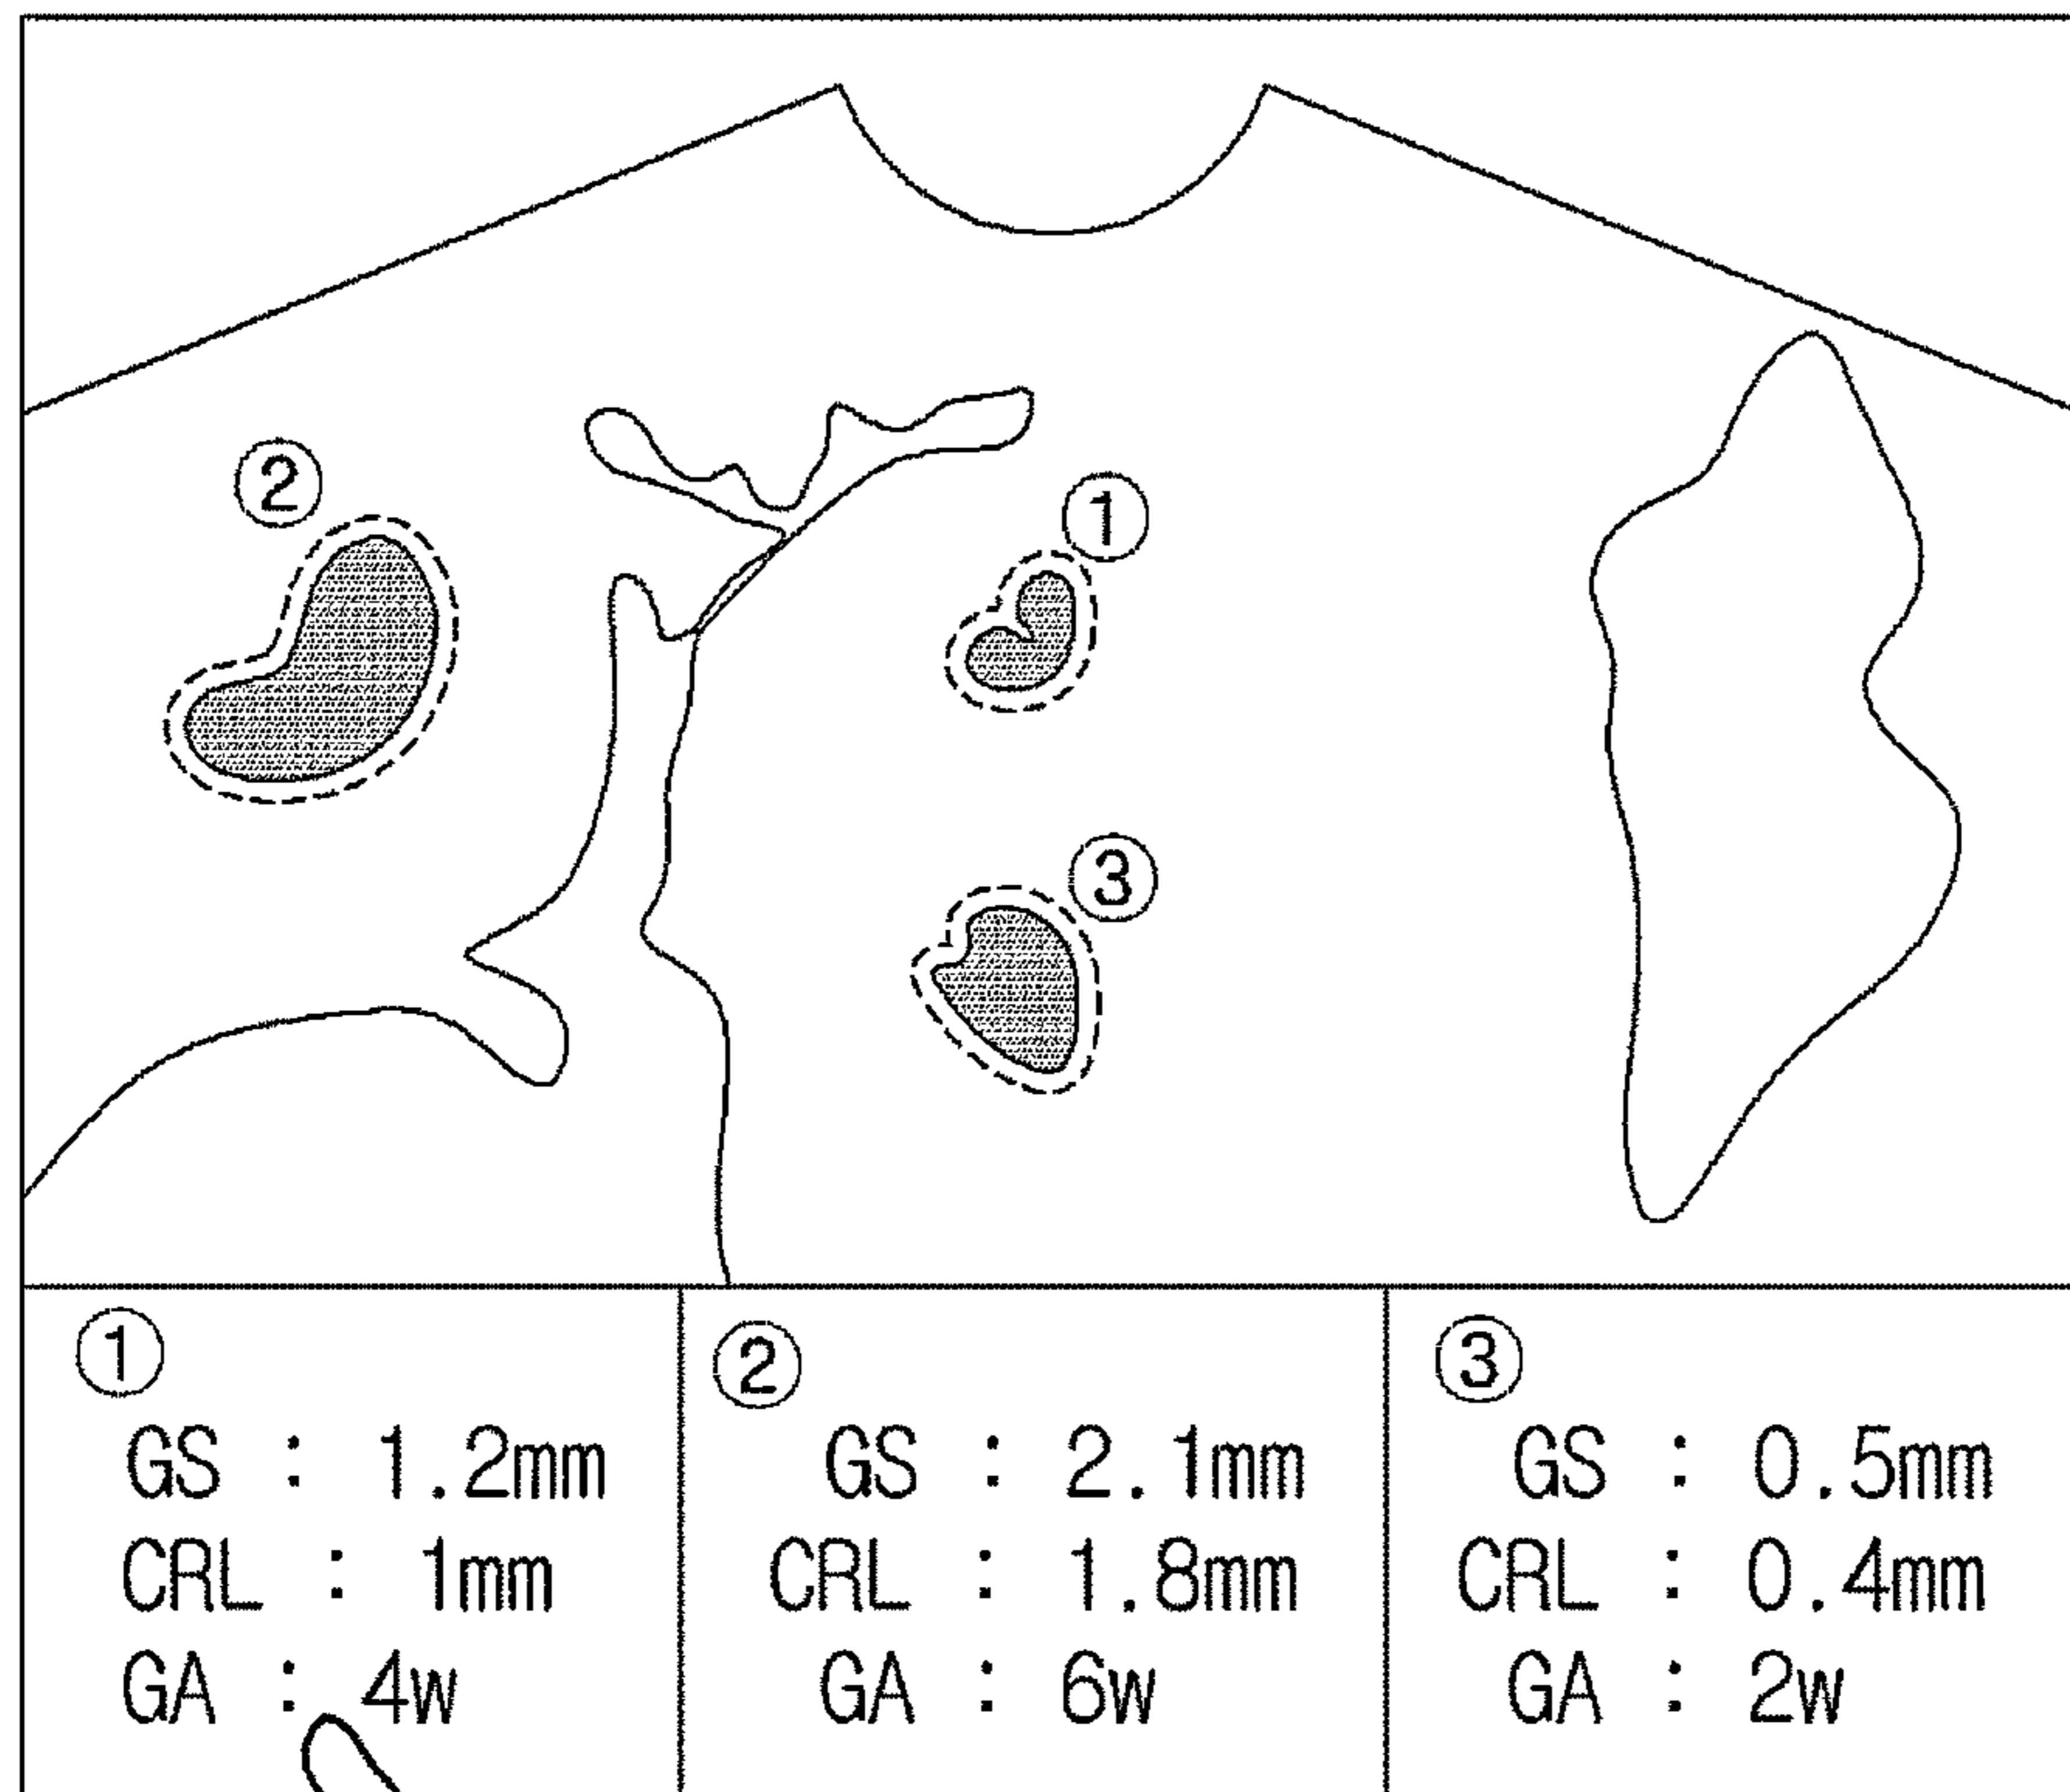 ②
①
③
①
GS : 1.2mm
CRL : 1mm
GA : 4w
②
GS : 2.1mm
CRL : 1.8mm
GA : 6w
③
GS : 0.5mm
CRL : 0.4mm
GA : 2w